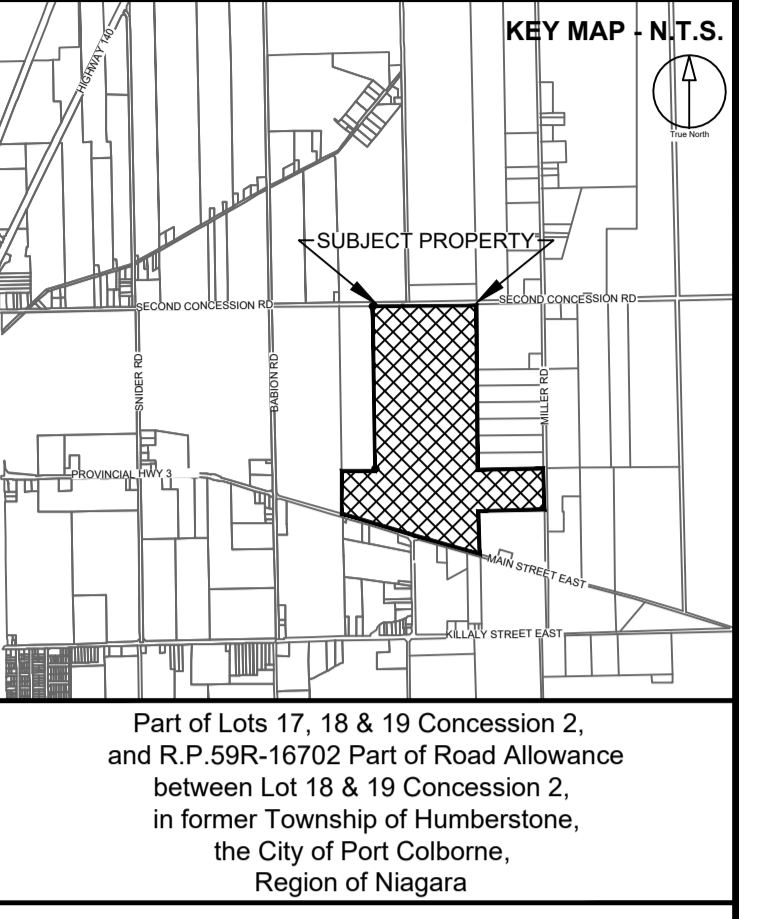 KEY MAP - N.T.S.
HIGHWAY 140
True North
SUBJECT PROPERTY
SECOND CONCESSION RD
SECOND CONCESSION RD
SNIDER RD
BABION RD
MILLER RD
PROVINCIAL HWY 3
MAIN STREET EAST
KILLALY STREET EAST
Part of Lots 17, 18 & 19 Concession 2,
and R.P.59R-16702 Part of Road Allowance
between Lot 18 & 19 Concession 2,
in former Township of Humberstone,
the City of Port Colborne,
Region of Niagara